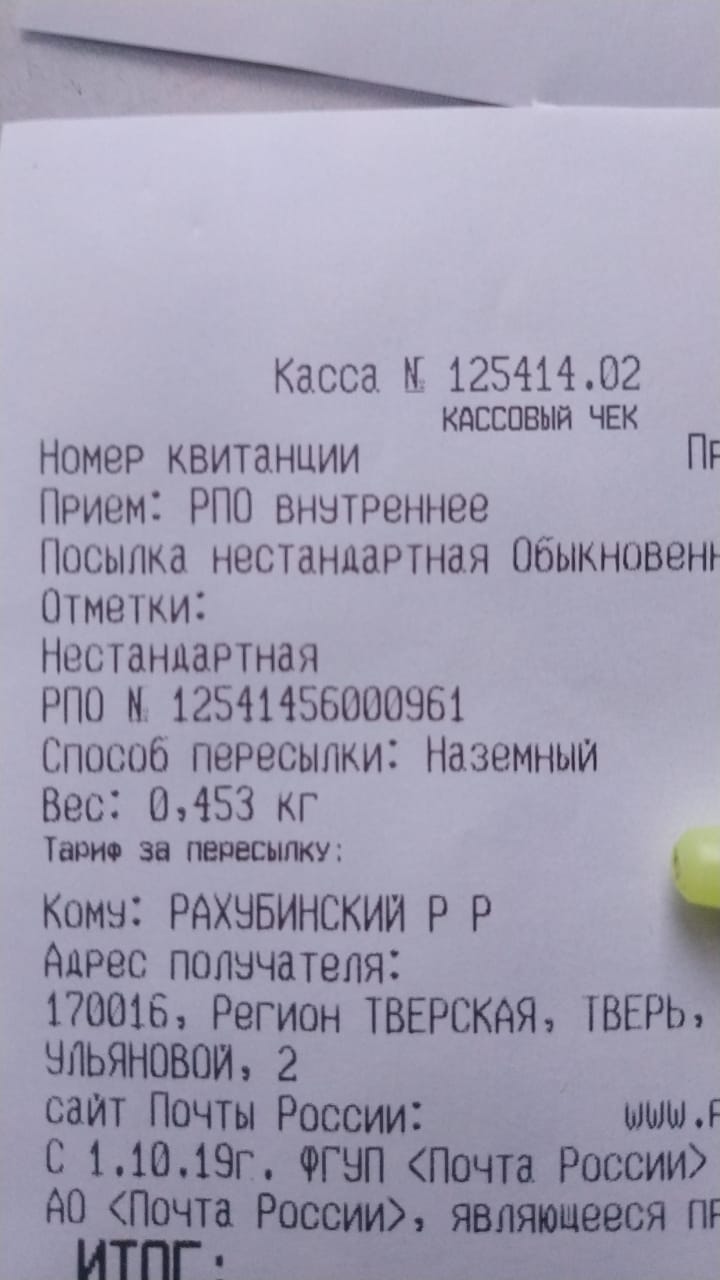 Касса № 125414.02
КАССОВЫЙ ЧЕК
Номер квитанции
Прием: РПО внутреннее
Посылка нестандартная
Отметки:
Нестандартная
РПО № 12541456000961
Способ пересылки: Наземный
Вес: 0,453 кг
Тариф за пересылку:
Кому: РАХУБИНСКИЙ Р Р
Адрес получателя:
170016, Регион ТВЕРСКАЯ, ТВЕРЬ,
УЛЬЯНОВОЙ, 2
сайт Почты России: www.
С 1.10.19г. ФГУП <Почта России>
АО <Почта России>, являющееся
ИТОГ: